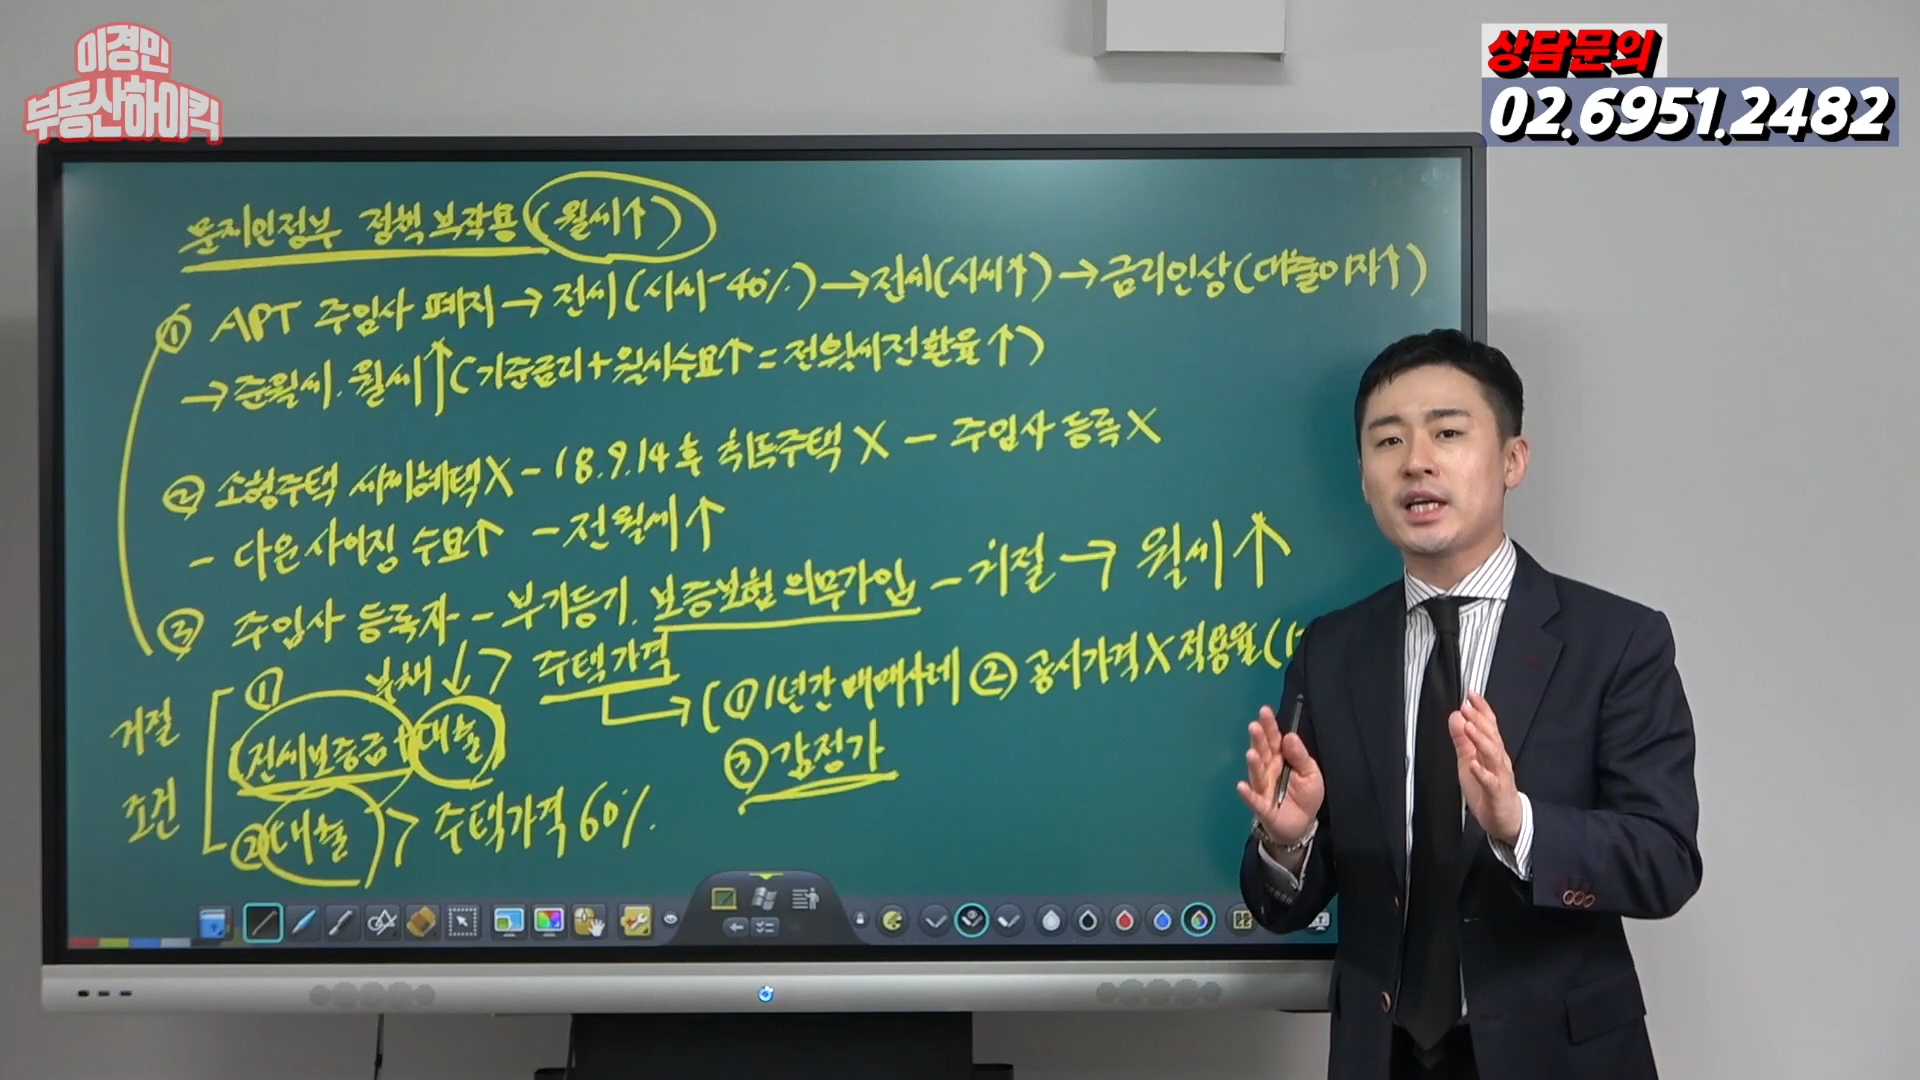 이경민
부동산하이킥
상담문의
02.6951.2482
문재인정부 정책 부작용 (월세↑)
① APT 주임사 폐지 → 전세(시세-40%) → 전세(시세↑) → 금리인상(대출이자↑)
→ 준월세.월세↑(기준금리+월세수요↑=전월세전환율↑)
② 소형주택 세제혜택X - 18.9.14후 취득주택 X - 주임사 등록X
- 다운사이징 수요↑ - 전월세↑
③ 주임사 등록자 - 부기등기. 보증보험 의무가입 - 거절 → 월세↑
거절
조건
① 부채↓ > 주택가격
전세보증금+대출
→(① 1년간 매매사례 ② 공시가격X적용율(1
③ 감정가
② 대출 > 주택가격 60%.